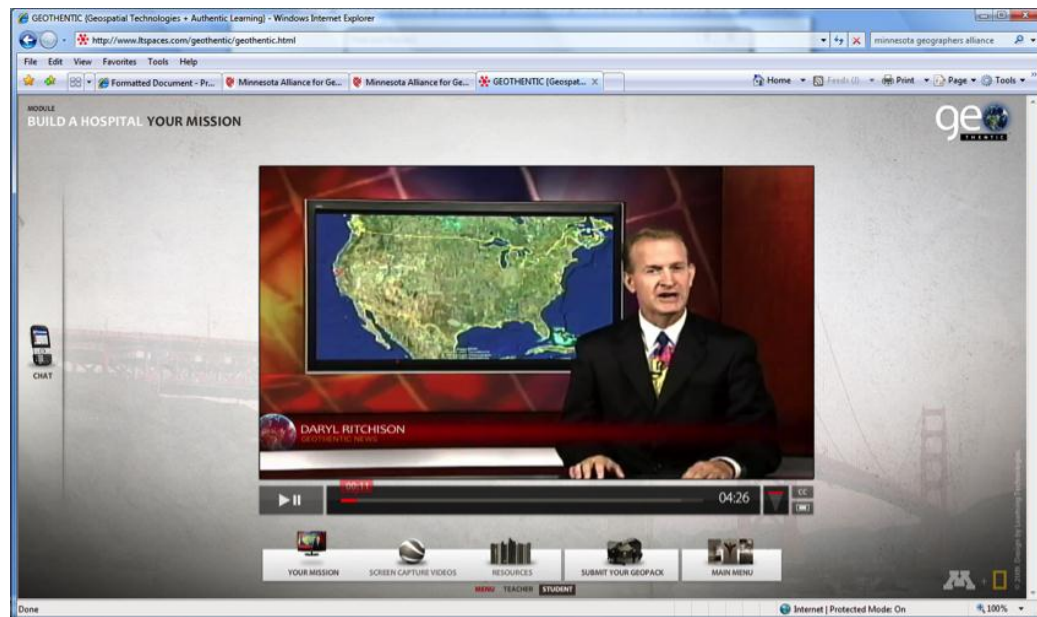 GEOTHENTIC (Geospatial Technologies + Authentic Learning) - Windows Internet Explorer
http://www.ltspaces.com/geothentic/geothentic.html
minnesota geographers alliance
File Edit View Favorites Tools Help
Formatted Document - Pr... Minnesota Alliance for Ge... Minnesota Alliance for Ge... GEOTHENTIC (Geospat... X
Home Feeds (J) Print Page Tools
MODULE
BUILD A HOSPITAL YOUR MISSION
geo
THENTIC
CHAT
DARYL RITCHISON
GEOTHENTIC NEWS
00:11
04:26
CC
YOUR MISSION SCREEN CAPTURE VIDEOS RESOURCES SUBMIT YOUR GEOPACK MAIN MENU
MENU TEACHER STUDENT
M +
Done
Internet | Protected Mode: On
100%